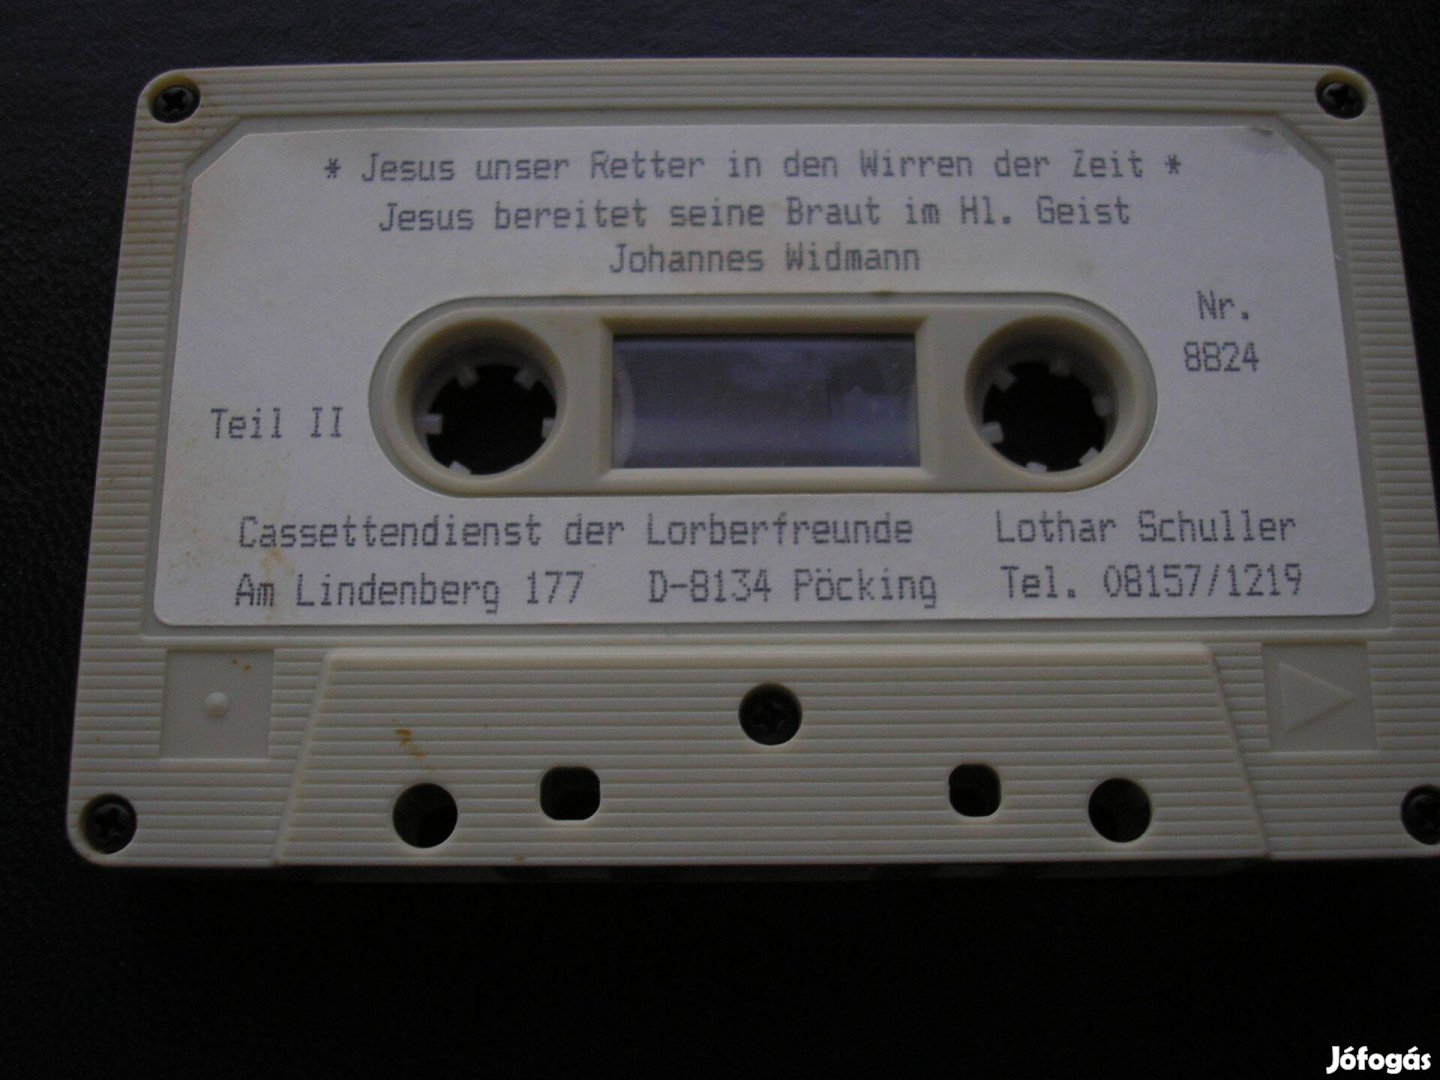 * Jesus unser Retter in den Wirren der Zeit *
Jesus bereitet seine Braut im Hl. Geist
Johannes Widmann
Nr.
8824
Teil II
Cassettendienst der Lorberfreunde Lothar Schuller
Am Lindenberg 177 D-8134 Pöcking Tel. 08157/1219
Jófogás